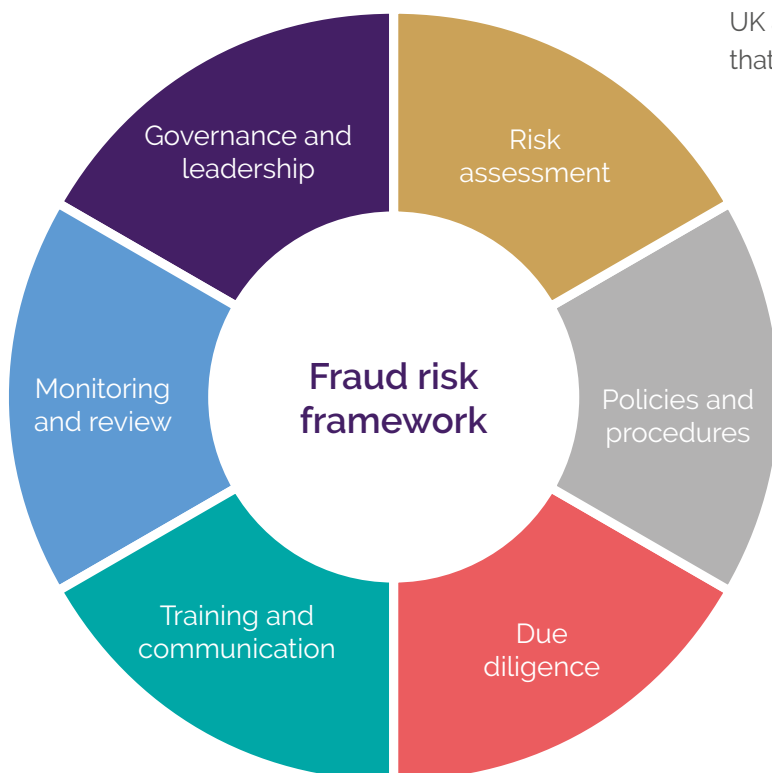 UK
that
Governance and
leadership
Risk
assessment
Monitoring
and review
Fraud risk
framework
Policies and
procedures
Training and
communication
Due
diligence